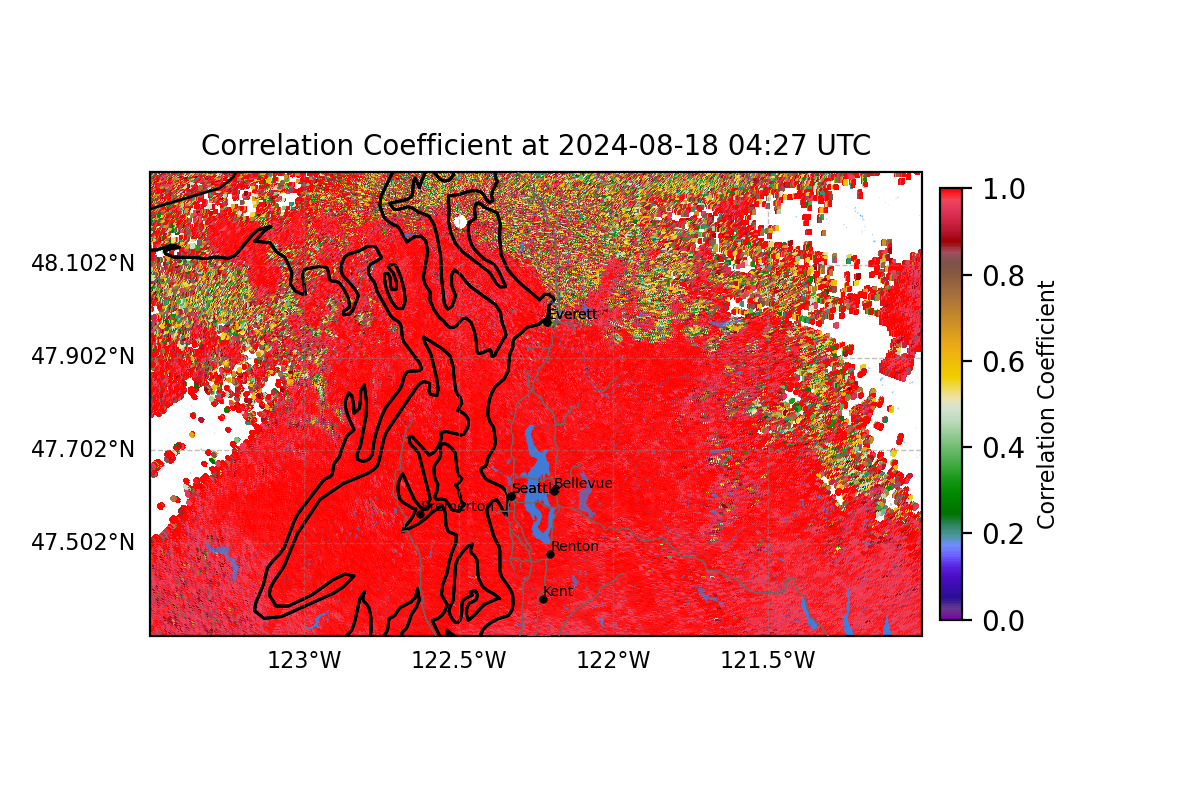 Correlation Coefficient at 2024-08-18 04:27 UTC
48.102°N
47.902°N
47.702°N
47.502°N
123°W
122.5°W
122°W
121.5°W
Everett
Seattle
Bellevue
Bremerton
Renton
Kent
1.0
0.8
0.6
0.4
0.2
0.0
Correlation Coefficient